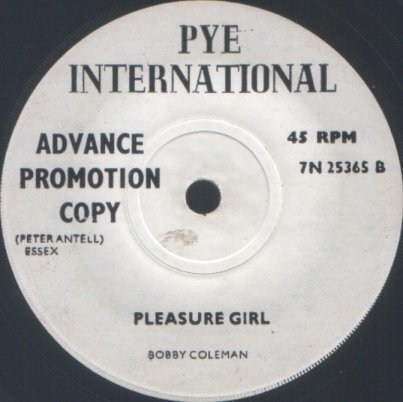 PYE
INTERNATIONAL
ADVANCE
PROMOTION
COPY
(PETER ANTELL)
ESSEX
45 RPM
7N 25365 B
PLEASURE GIRL
BOBBY COLEMAN